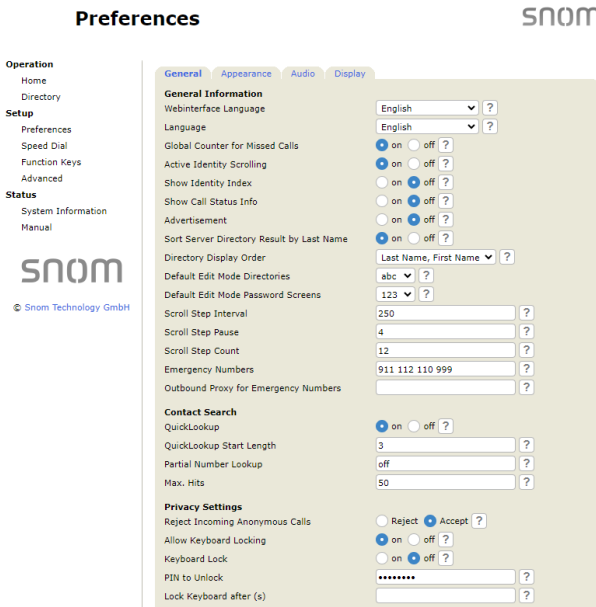 Preferences
snom
Operation
Home
Directory
Setup
Preferences
Speed Dial
Function Keys
Advanced
Status
System Information
Manual
snom
© Snom Technology GmbH
General Appearance Audio Display
General Information
Webinterface Language English ?
Language English ?
Global Counter for Missed Calls on off ?
Active Identity Scrolling on off ?
Show Identity Index on off ?
Show Call Status Info on off ?
Advertisement on off ?
Sort Server Directory Result by Last Name on off ?
Directory Display Order Last Name, First Name ?
Default Edit Mode Directories abc ?
Default Edit Mode Password Screens 123 ?
Scroll Step Interval 250 ?
Scroll Step Pause 4 ?
Scroll Step Count 12 ?
Emergency Numbers 911 112 110 999 ?
Outbound Proxy for Emergency Numbers ?
Contact Search
QuickLookup on off ?
QuickLookup Start Length 3 ?
Partial Number Lookup off ?
Max. Hits 50 ?
Privacy Settings
Reject Incoming Anonymous Calls Reject Accept ?
Allow Keyboard Locking on off ?
Keyboard Lock on off ?
PIN to Unlock •••••••• ?
Lock Keyboard after (s) ?